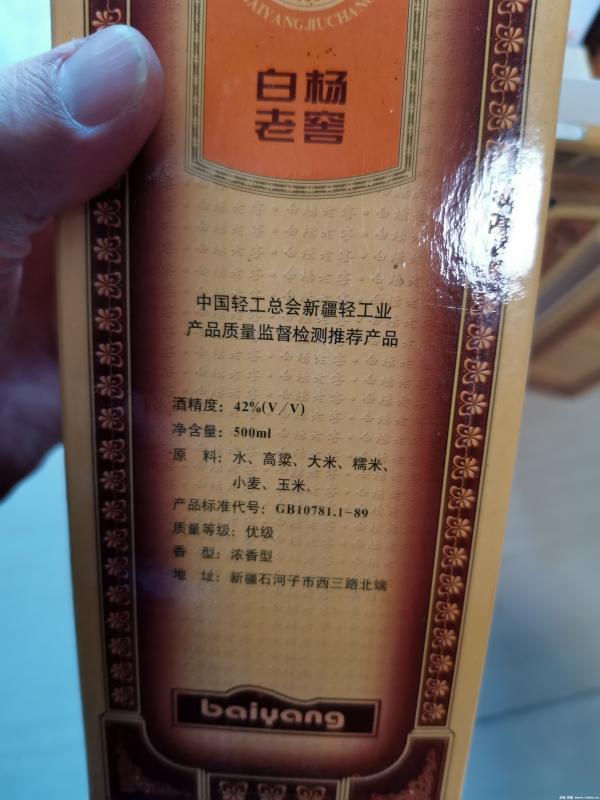 AIYANGJIUCHANG
白杨
老窖
中国轻工总会新疆轻工业
产品质量监督检测推荐产品
酒精度：42%(V/V)
净含量：500ml
原 料：水、高粱、大米、糯米、
小麦、玉米。
产品标准代号：GB10781.1-89
质量等级：优级
香 型：浓香型
地 址：新疆石河子市西三路北端
baiyang